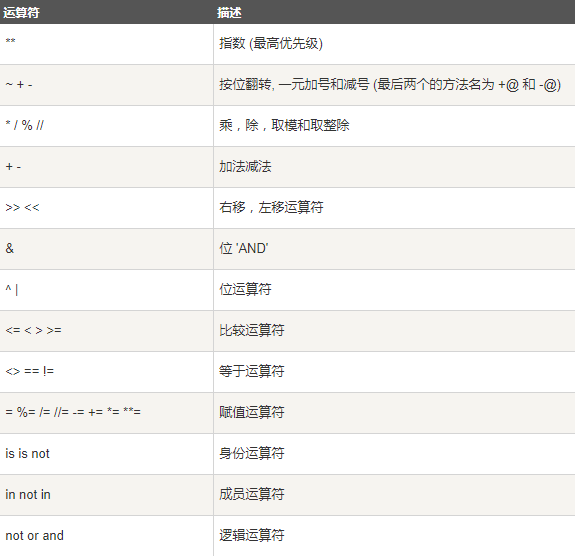 运算符 描述
** 指数 (最高优先级)
~ + - 按位翻转, 一元加号和减号 (最后两个的方法名为 +@ 和 -@)
* / % // 乘，除，取模和取整除
+ - 加法减法
>> << 右移，左移运算符
& 位 'AND'
^ | 位运算符
<= < > >= 比较运算符
<> == != 等于运算符
= %= /= //= -= += *= **= 赋值运算符
is is not 身份运算符
in not in 成员运算符
not or and 逻辑运算符